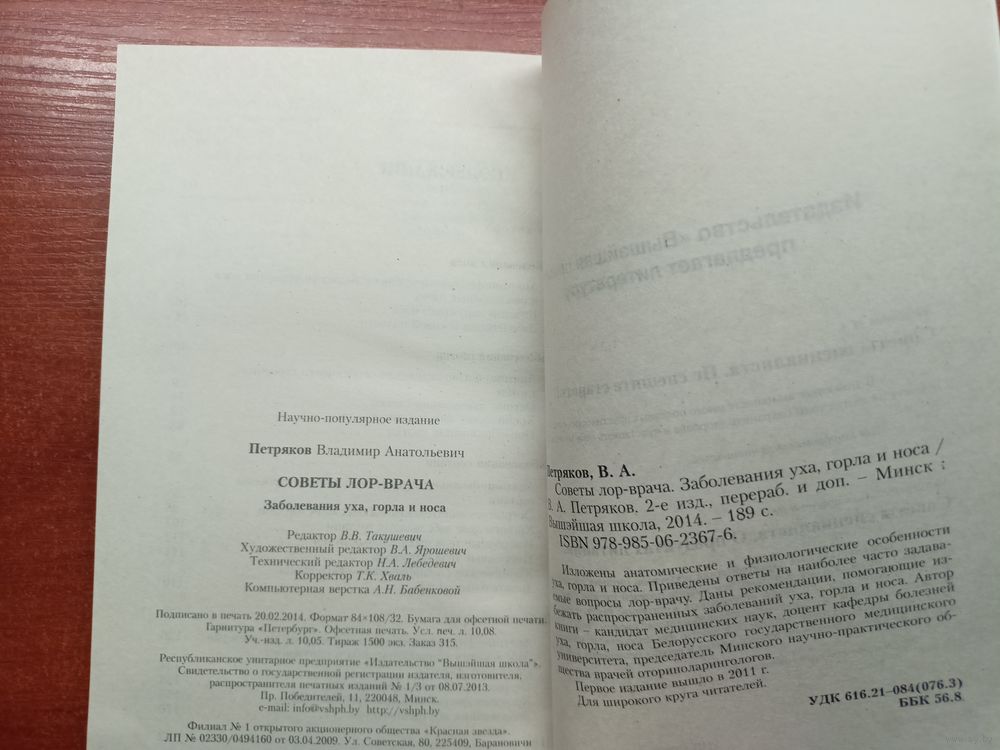 Научно-популярное издание
Петряков Владимир Анатольевич
СОВЕТЫ ЛОР-ВРАЧА
Заболевания уха, горла и носа
Редактор В.В. Такушевич
Художественный редактор В.А. Ярошевич
Технический редактор Н.А. Лебедевич
Корректор Т.К. Хваль
Компьютерная верстка А.Н. Бабенковой
Подписано в печать 20.02.2014. Формат 84×108/32. Бумага для офсетной печати.
Гарнитура «Петербург». Офсетная печать. Усл. печ. л. 10,08.
Уч.-изд. л. 10,05. Тираж 1500 экз. Заказ 315.
Республиканское унитарное предприятие «Издательство "Вышэйшая школа"».
Свидетельство о государственной регистрации издателя, изготовителя,
распространителя печатных изданий № 1/3 от 08.07.2013.
Пр. Победителей, 11, 220048, Минск.
e-mail: info@vshph.by http://vshph.by
Филиал № 1 открытого акционерного общества «Красная звезда».
ЛП № 02330/0494160 от 03.04.2009. Ул. Советская, 80, 225409, Барановичи
Петряков, В. А.
Советы лор-врача. Заболевания уха, горла и носа /
В. А. Петряков. 2-е изд., перераб. и доп. – Минск :
Вышэйшая школа, 2014. – 189 с.
ISBN 978-985-06-2367-6.
Изложены анатомические и физиологические особенности
уха, горла и носа. Приведены ответы на наиболее часто задавае-
мые вопросы лор-врачу. Даны рекомендации, помогающие из-
бежать распространенных заболеваний уха, горла и носа. Автор
книги – кандидат медицинских наук, доцент кафедры болезней
уха, горла, носа Белорусского государственного медицинского
университета, председатель Минского научно-практического об-
щества врачей оториноларингологов.
Первое издание вышло в 2011 г.
Для широкого круга читателей.
УДК 616.21–084(076.3)
ББК 56.8